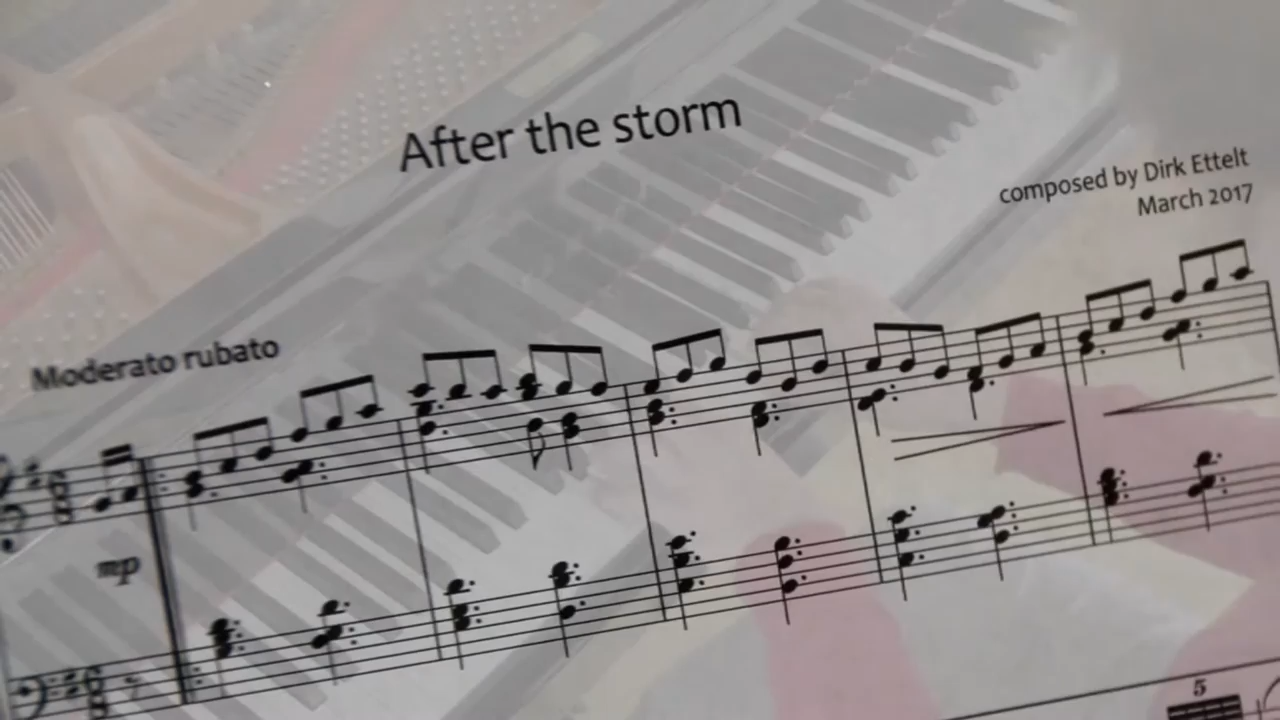 After the storm
composed by Dirk Ettelt
March 2017
Moderato rubato
mp
5